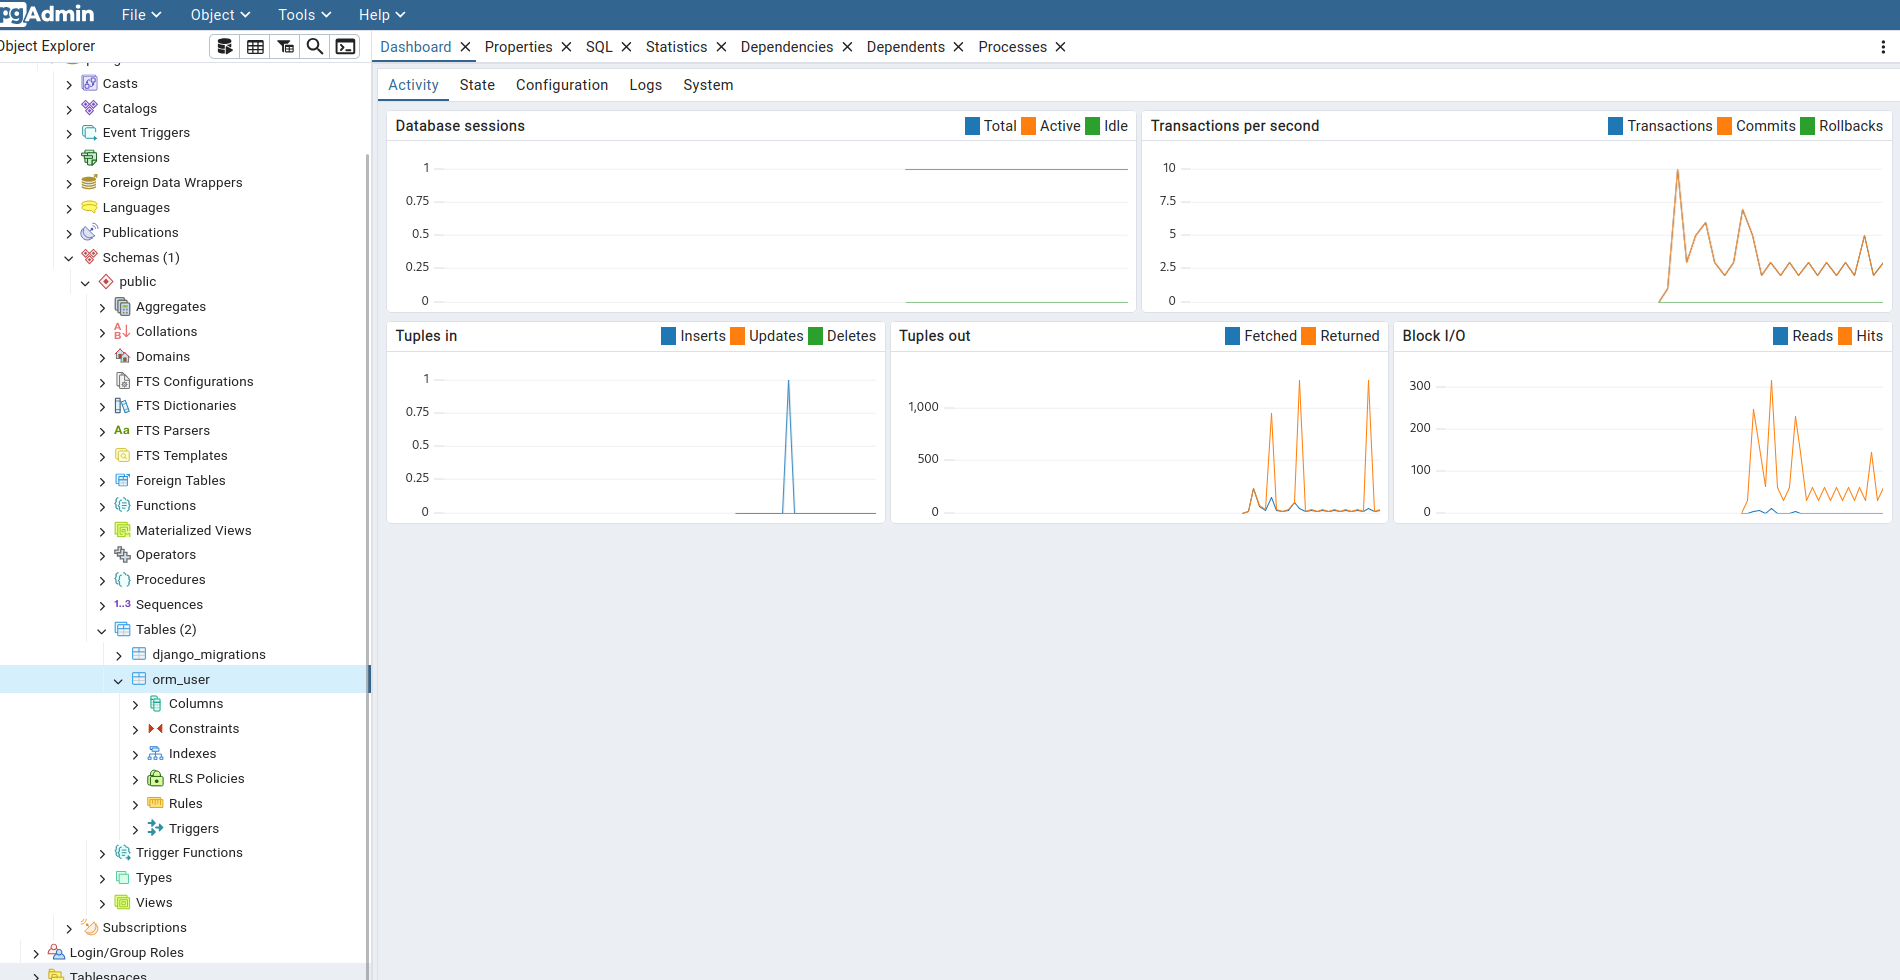 pgAdmin File Object Tools Help
Object Explorer
Casts
Catalogs
Event Triggers
Extensions
Foreign Data Wrappers
Languages
Publications
Schemas (1)
public
Aggregates
Collations
Domains
FTS Configurations
FTS Dictionaries
Aa FTS Parsers
FTS Templates
Foreign Tables
Functions
Materialized Views
Operators
Procedures
1..3 Sequences
Tables (2)
django_migrations
orm_user
Columns
Constraints
Indexes
RLS Policies
Rules
Triggers
Trigger Functions
Types
Views
Subscriptions
Login/Group Roles
Tablespaces
Dashboard Properties SQL Statistics Dependencies Dependents Processes
Activity State Configuration Logs System
Database sessions Total Active Idle
1
0.75
0.5
0.25
0
Transactions per second Transactions Commits Rollbacks
10
7.5
5
2.5
0
Tuples in Inserts Updates Deletes
1
0.75
0.5
0.25
0
Tuples out Fetched Returned
1,000
500
0
Block I/O Reads Hits
300
200
100
0